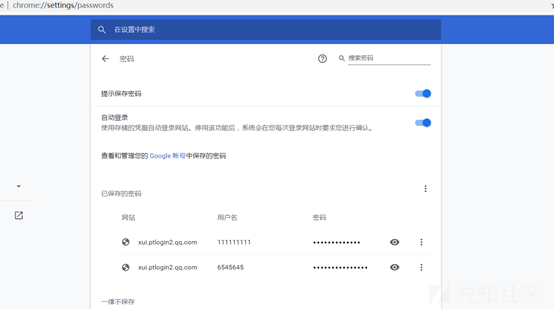 e | chrome://settings/passwords
在设置中搜索
密码
搜索密码
提示保存密码
自动登录
使用存储的凭据自动登录网站。停用该功能后，系统会在您每次登录网站时要求您进行确认。
查看和管理您的 Google 帐号中保存的密码
已保存的密码
网站 用户名 密码
xui.ptlogin2.qq.com 111111111 •••••••••••••
xui.ptlogin2.qq.com 6545645 •••••••••••••••
一律不保存
先知社区